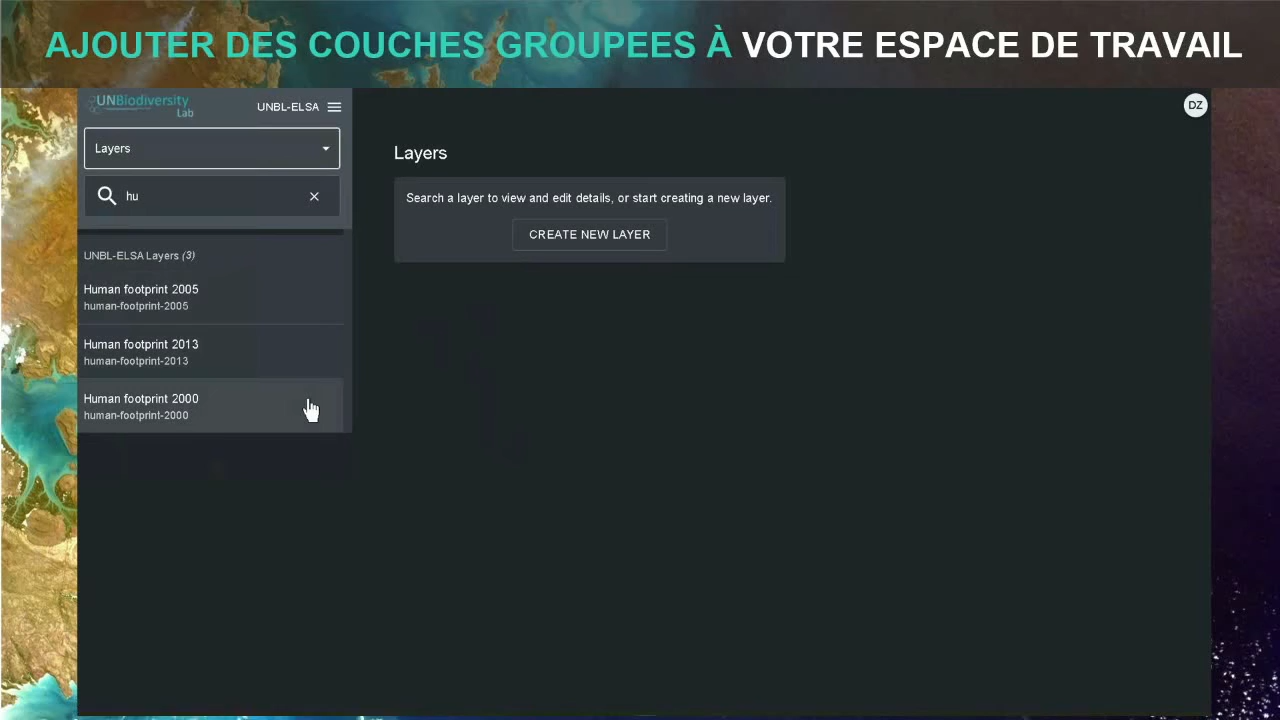 AJOUTER DES COUCHES GROUPEES À VOTRE ESPACE DE TRAVAIL
UNBiodiversity
Lab
UNBL-ELSA
DZ
Layers
hu
UNBL-ELSA Layers (3)
Human footprint 2005
human-footprint-2005
Human footprint 2013
human-footprint-2013
Human footprint 2000
human-footprint-2000
Layers
Search a layer to view and edit details, or start creating a new layer.
CREATE NEW LAYER